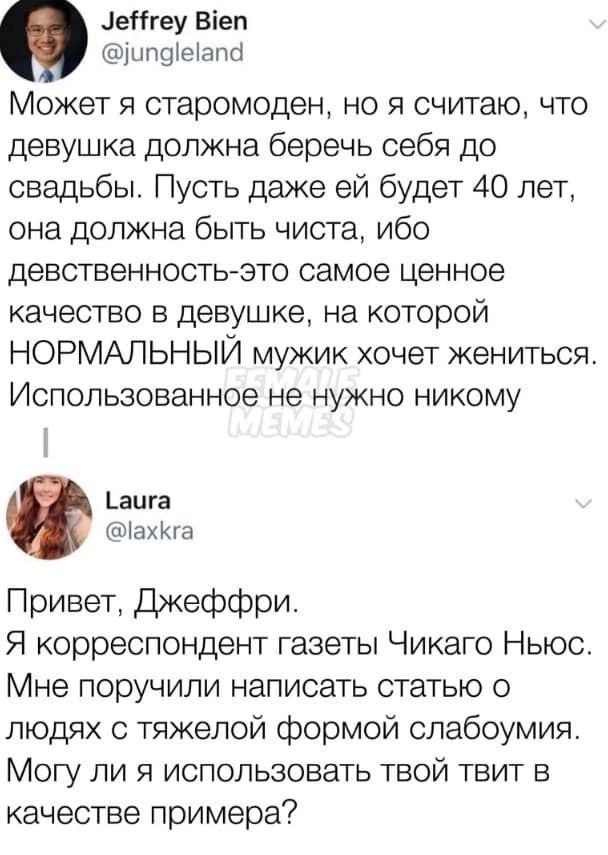 Jeffrey Bien
@jungleland
Может я старомоден, но я считаю, что
девушка должна беречь себя до
свадьбы. Пусть даже ей будет 40 лет,
она должна быть чиста, ибо
девственность-это самое ценное
качество в девушке, на которой
НОРМАЛЬНЫЙ мужик хочет жениться.
Использованное не нужно никому
FEMALE
MEMES
Laura
@laxkra
Привет, Джеффри.
Я корреспондент газеты Чикаго Ньюс.
Мне поручили написать статью о
людях с тяжелой формой слабоумия.
Могу ли я использовать твой твит в
качестве примера?